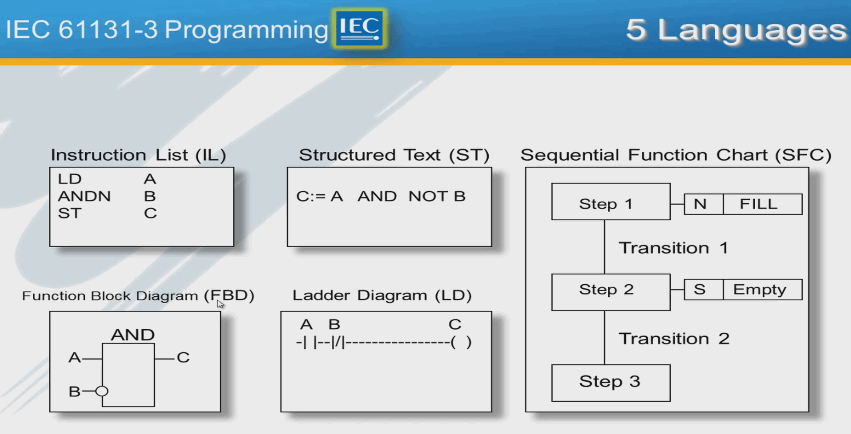 IEC 61131-3 Programming IEC
5 Languages
Instruction List (IL)
LD A
ANDN B
ST C
Structured Text (ST)
C:= A AND NOT B
Sequential Function Chart (SFC)
Step 1 N FILL
Transition 1
Step 2 S Empty
Transition 2
Step 3
Function Block Diagram (FBD)
AND
A C
B
Ladder Diagram (LD)
A B C
-| |--|/|----------------( )